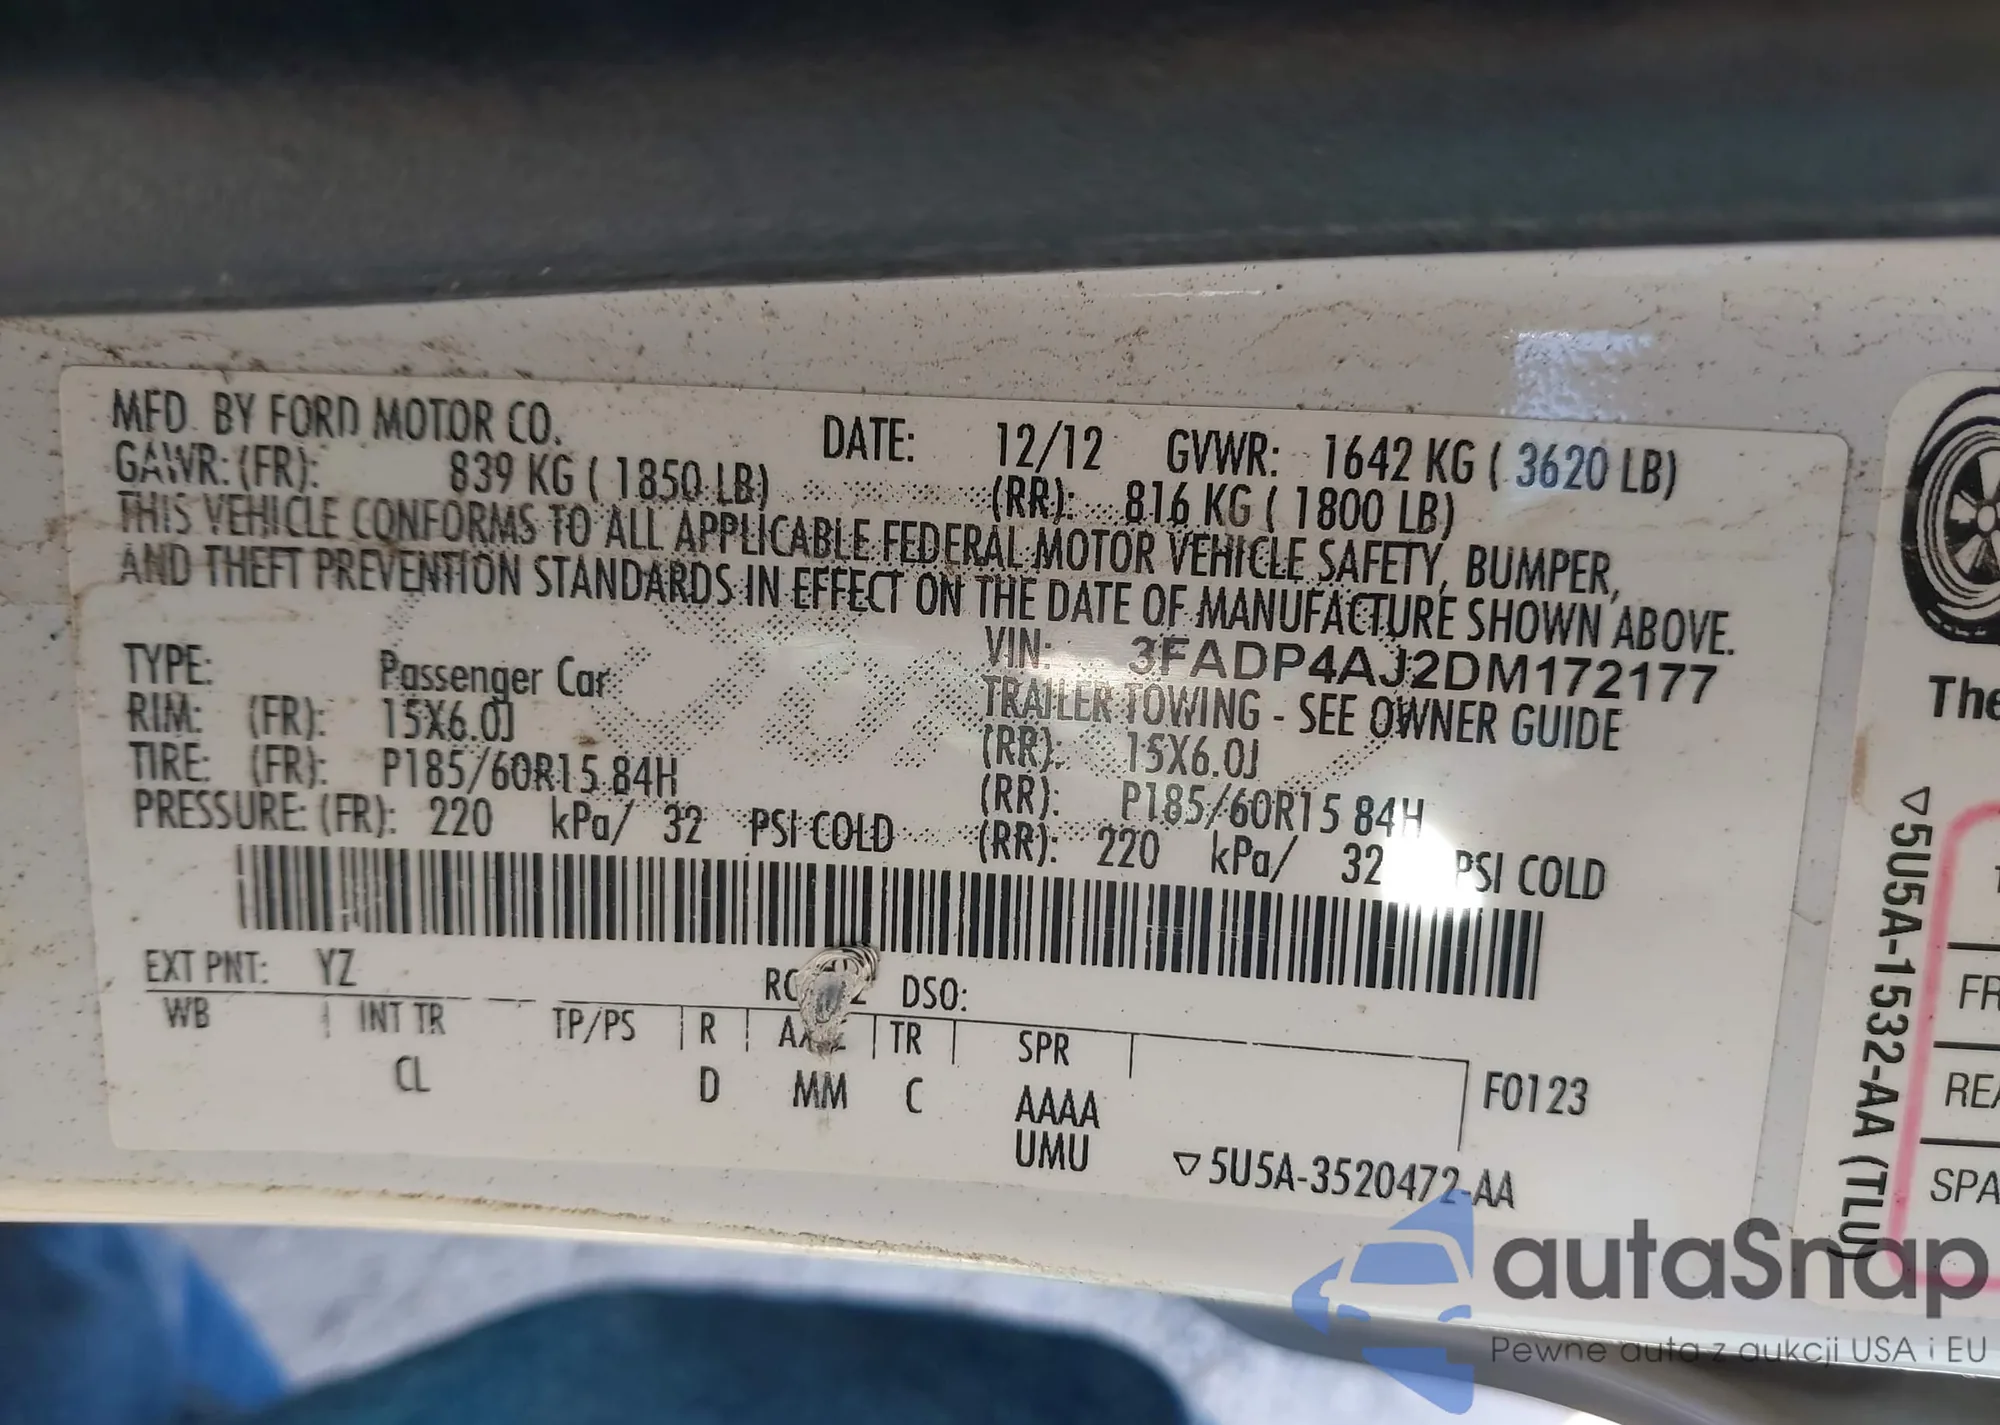 MFD. BY FORD MOTOR CO. DATE: 12/12 GVWR: 1642 KG ( 3620 LB)
GAWR: (FR): 839 KG ( 1850 LB) (RR): 816 KG ( 1800 LB)
THIS VEHICLE CONFORMS TO ALL APPLICABLE FEDERAL MOTOR VEHICLE SAFETY, BUMPER,
AND THEFT PREVENTION STANDARDS IN EFFECT ON THE DATE OF MANUFACTURE SHOWN ABOVE.
VIN: 3FADP4AJ2DM172177
TYPE: Passenger Car TRAILER TOWING - SEE OWNER GUIDE
RIM: (FR): 15X6.0J (RR): 15X6.0J
TIRE: (FR): P185/60R15 84H (RR): P185/60R15 84H
PRESSURE: (FR): 220 kPa/ 32 PSI COLD (RR): 220 kPa/ 32 PSI COLD
EXT PNT: YZ DSO:
WB INT TR TP/PS R TR SPR
CL D MM C AAAA F0123
UMU
▽5U5A-3520472-AA
The
▽5U5A-1532-AA (TLU)
FR
REA
SPA
autaSnap
Pewne auta z aukcji USA i EU